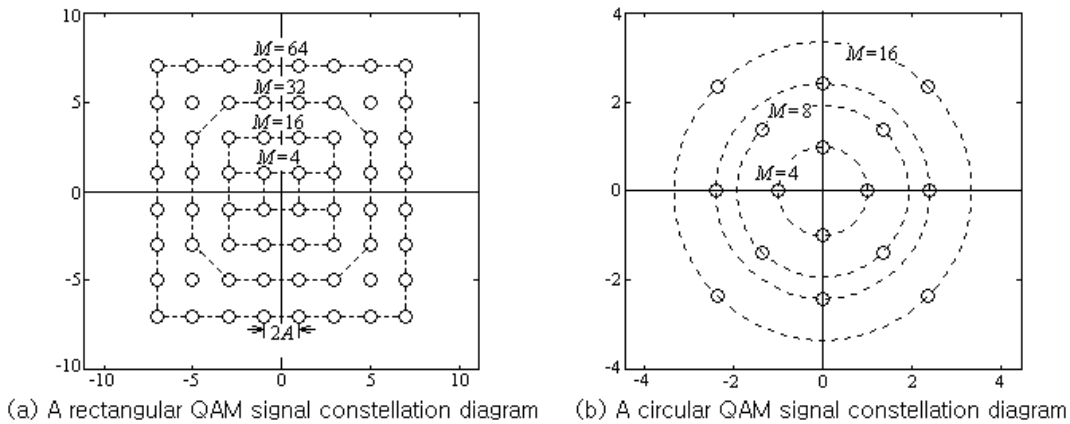 10
5
0
-5
-10
-10
-5
0
5
10
M=64
M=32
M=16
M=4
2A
(a) A rectangular QAM signal constellation diagram
4
2
0
-2
-4
-4
-2
0
2
4
M=16
M=8
M=4
(b) A circular QAM signal constellation diagram